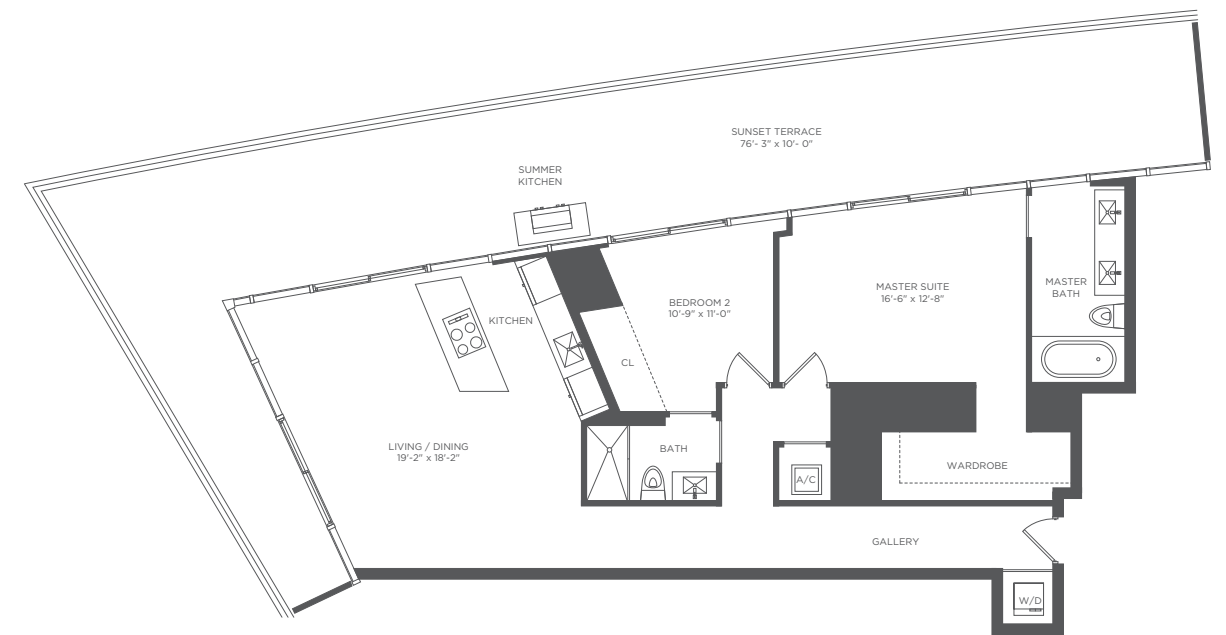 SUNSET TERRACE
76'- 3" x 10'- 0"
SUMMER
KITCHEN
MASTER SUITE
16'-6" x 12'-8"
MASTER
BATH
BEDROOM 2
10'-9" x 11'-0"
KITCHEN
CL
LIVING / DINING
19'-2" x 18'-2"
BATH
A/C
WARDROBE
GALLERY
W/D